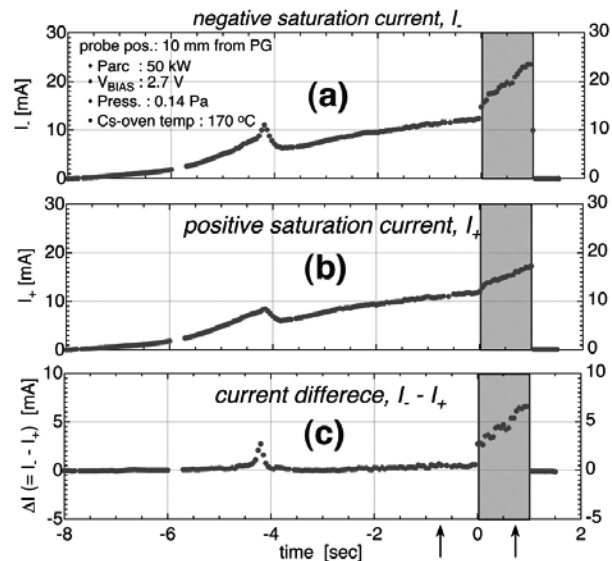 negative saturation current, I-
probe pos.: 10 mm from PG
• Parc : 50 kW
• VBIAS : 2.7 V
• Press. : 0.14 Pa
• Cs-oven temp : 170 ºC
(a)
I- [mA]
30
20
10
0
30
20
10
0
positive saturation current, I+
(b)
I+ [mA]
30
20
10
0
30
20
10
0
current differece, I- - I+
(c)
ΔI (= I- - I+) [mA]
10
5
0
-5
10
5
0
-5
-8 -6 -4 -2 0 2
time [sec]